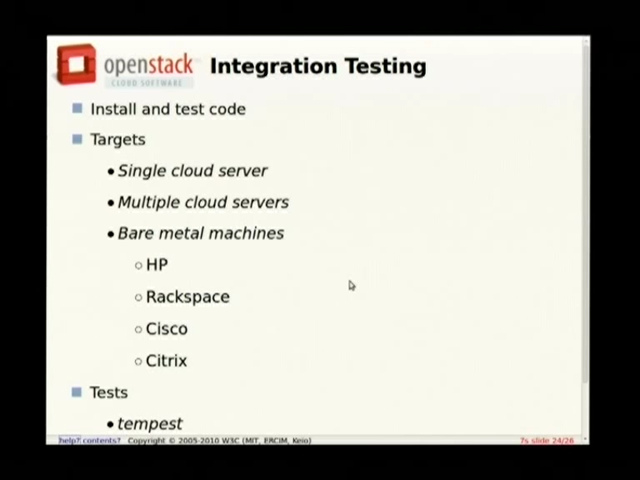 openstack
CLOUD SOFTWARE
Integration Testing
Install and test code
Targets
Single cloud server
Multiple cloud servers
Bare metal machines
HP
Rackspace
Cisco
Citrix
Tests
tempest
help? contents? Copyright © 2005-2010 W3C (MIT, ERCIM, Keio) 7s slide 24/26